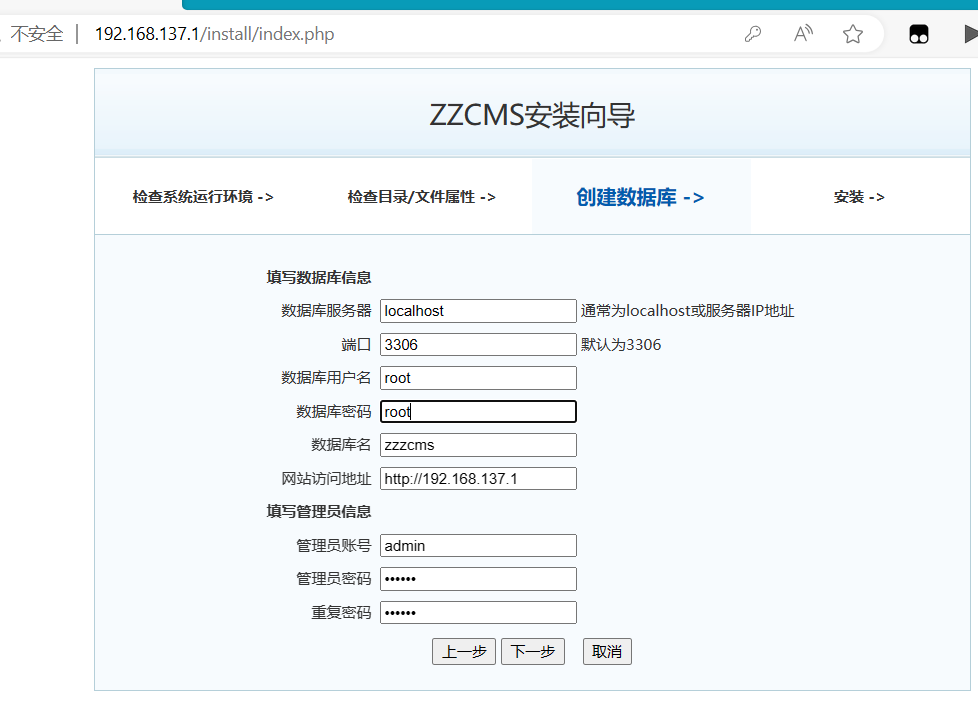 不安全 | 192.168.137.1/install/index.php
ZZCMS安装向导
检查系统运行环境 -> 检查目录/文件属性 -> 创建数据库 -> 安装 ->
填写数据库信息
数据库服务器 localhost 通常为localhost或服务器IP地址
端口 3306 默认为3306
数据库用户名 root
数据库密码 root
数据库名 zzzcms
网站访问地址 http://192.168.137.1
填写管理员信息
管理员账号 admin
管理员密码 ••••••
重复密码 ••••••
上一步 下一步 取消